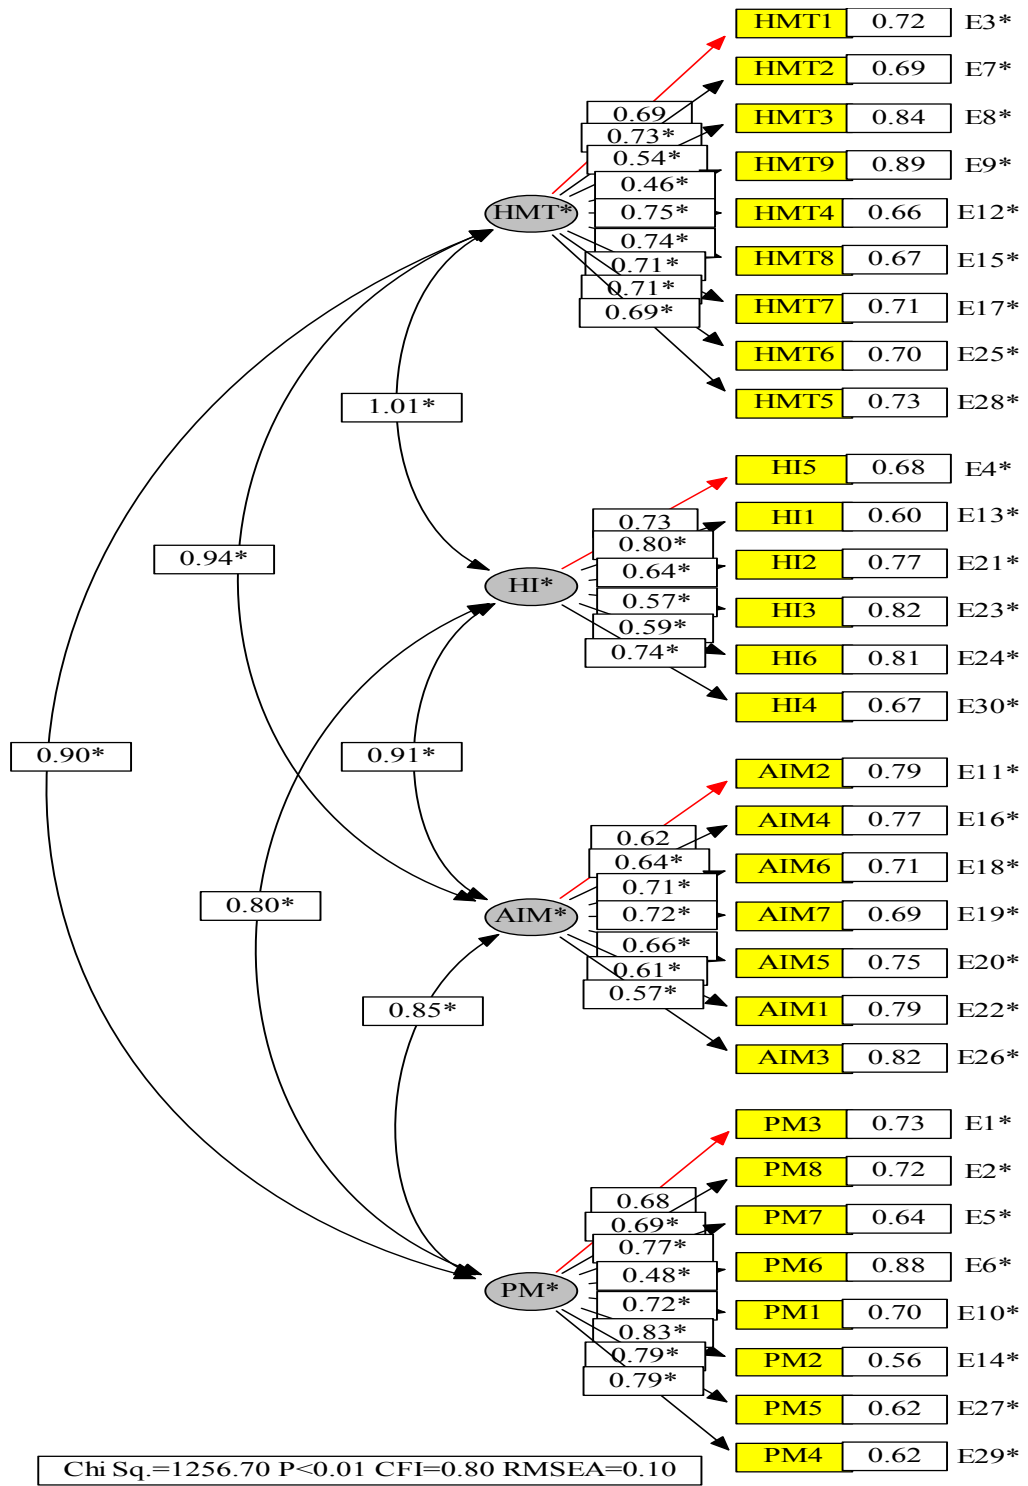 HMT1 0.72 E3*
HMT2 0.69 E7*
HMT3 0.84 E8*
HMT9 0.89 E9*
HMT4 0.66 E12*
HMT8 0.67 E15*
HMT7 0.71 E17*
HMT6 0.70 E25*
HMT5 0.73 E28*
0.69
0.73*
0.54*
0.46*
0.75*
0.74*
0.71*
0.71*
0.69*
HMT*
1.01*
HI5 0.68 E4*
HI1 0.60 E13*
HI2 0.77 E21*
HI3 0.82 E23*
HI6 0.81 E24*
HI4 0.67 E30*
0.73
0.80*
0.64*
0.57*
0.59*
0.74*
HI*
0.94*
0.90*
0.91*
AIM2 0.79 E11*
AIM4 0.77 E16*
AIM6 0.71 E18*
AIM7 0.69 E19*
AIM5 0.75 E20*
AIM1 0.79 E22*
AIM3 0.82 E26*
0.62
0.64*
0.71*
0.72*
0.66*
0.61*
0.57*
AIM*
0.80*
0.85*
PM3 0.73 E1*
PM8 0.72 E2*
PM7 0.64 E5*
PM6 0.88 E6*
PM1 0.70 E10*
PM2 0.56 E14*
PM5 0.62 E27*
PM4 0.62 E29*
0.68
0.69*
0.77*
0.48*
0.72*
0.83*
0.79*
0.79*
PM*
Chi Sq.=1256.70 P<0.01 CFI=0.80 RMSEA=0.10